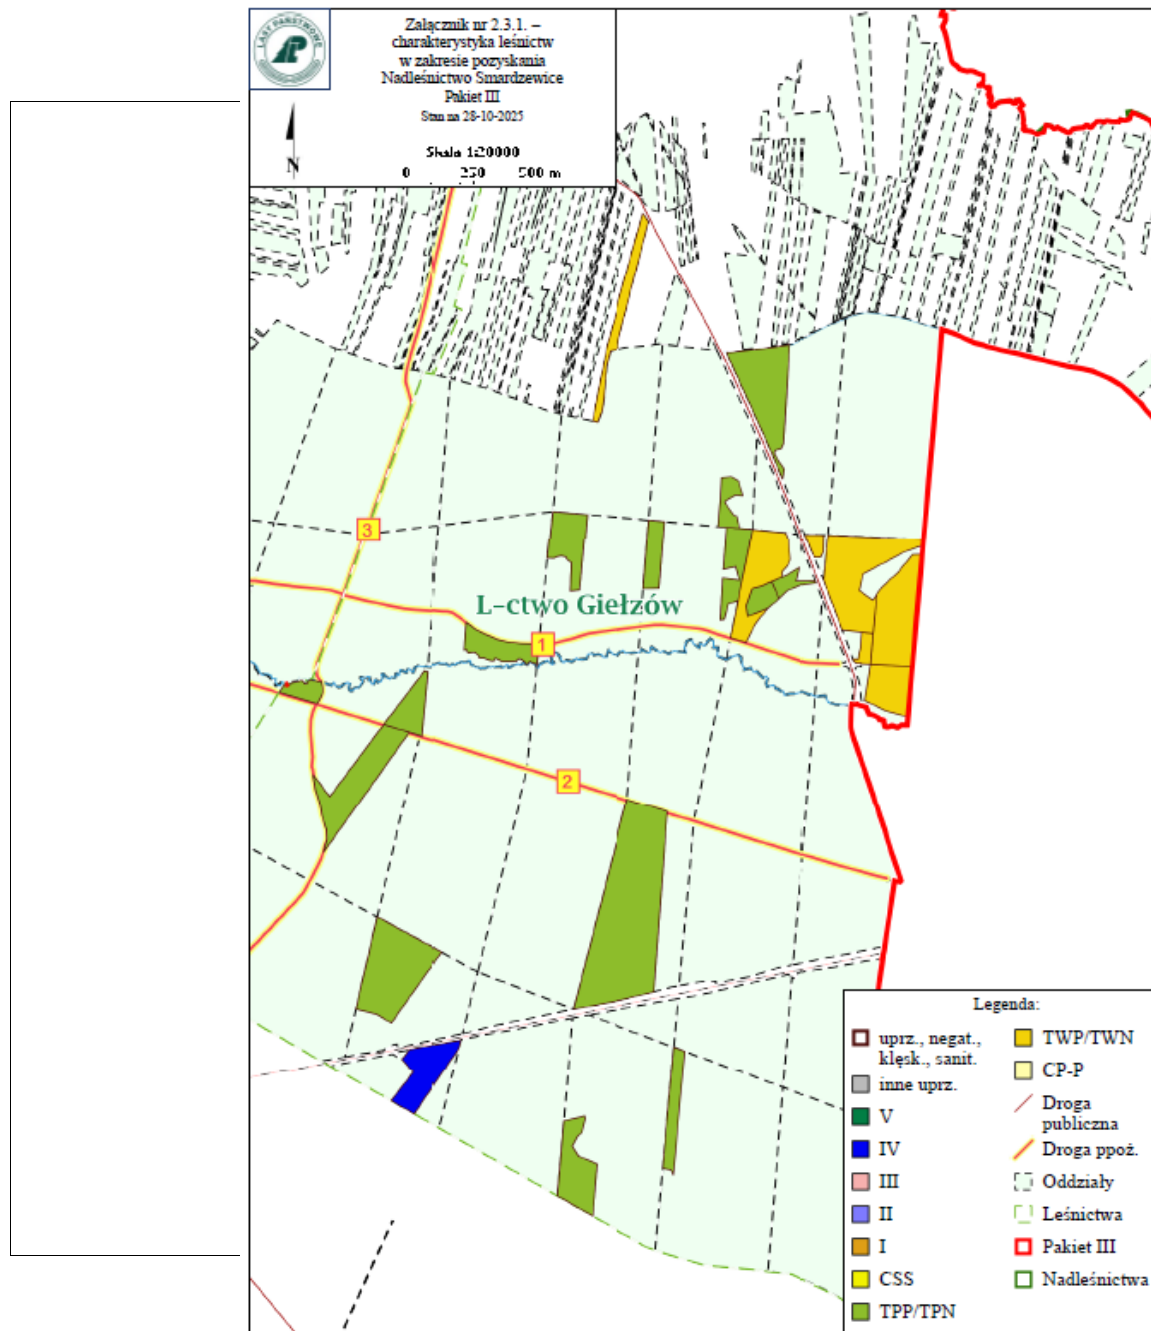 LASY PAŃSTWOWE
Załącznik nr 2.3.1. –
charakterystyka leśnictw
w zakresie pozyskania
Nadleśnictwo Smardzewice
Pakiet III
Stan na 28-10-2025
Skala 1:20000
0 250 500 m
N
3
L-ctwo Giełzów
1
2
Legenda:
uprz., negat.,
klęsk., sanit.
inne uprz.
V
IV
III
II
I
CSS
TPP/TPN
TWP/TWN
CP-P
Droga
publiczna
Droga ppoż.
Oddziały
Leśnictwa
Pakiet III
Nadleśnictwa